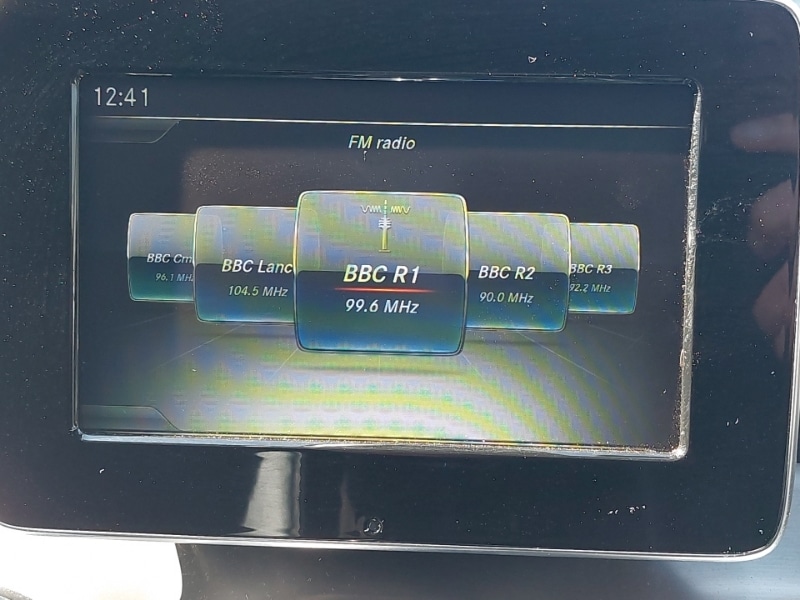 12:41
FM radio
BBC Cm
96.1 MHz
BBC Lanc
104.5 MHz
BBC R1
99.6 MHz
BBC R2
90.0 MHz
BBC R3
92.2 MHz